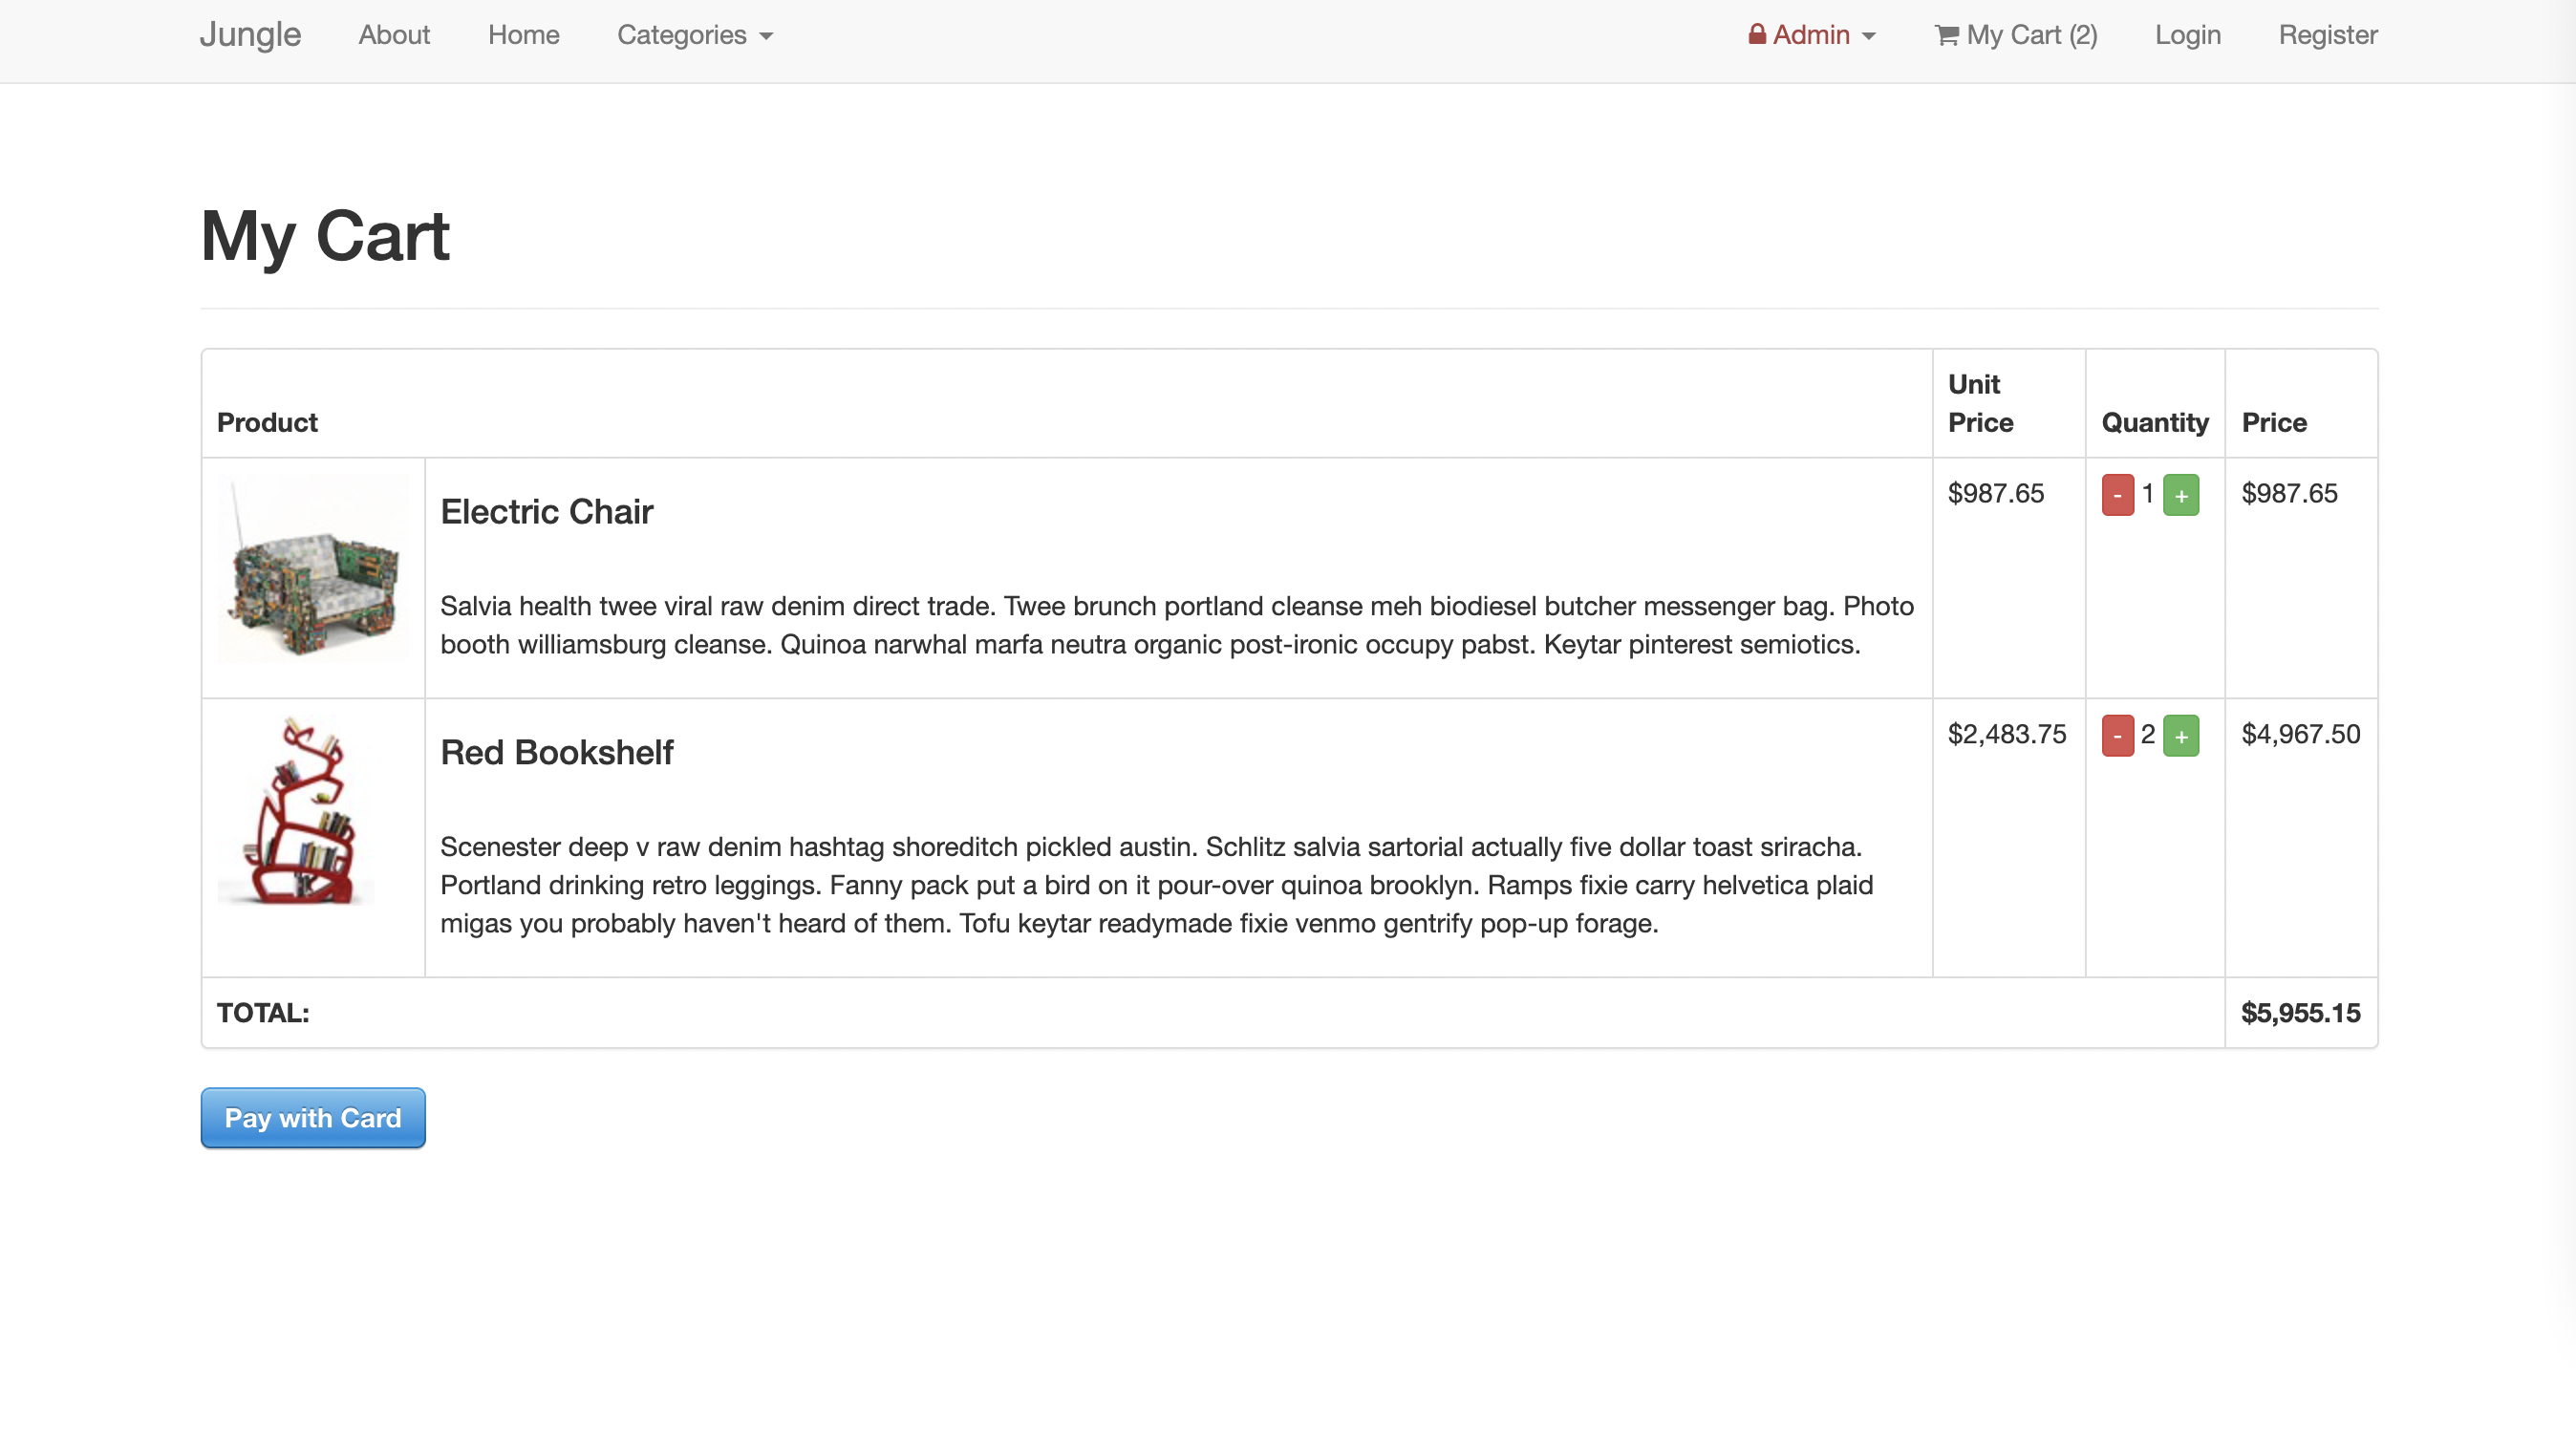 Jungle About Home Categories Admin My Cart (2) Login Register
My Cart
Product Unit Price Quantity Price
Electric Chair $987.65 - 1 + $987.65
Salvia health twee viral raw denim direct trade. Twee brunch portland cleanse meh biodiesel butcher messenger bag. Photo
booth williamsburg cleanse. Quinoa narwhal marfa neutra organic post-ironic occupy pabst. Keytar pinterest semiotics.
Red Bookshelf $2,483.75 - 2 + $4,967.50
Scenester deep v raw denim hashtag shoreditch pickled austin. Schlitz salvia sartorial actually five dollar toast sriracha.
Portland drinking retro leggings. Fanny pack put a bird on it pour-over quinoa brooklyn. Ramps fixie carry helvetica plaid
migas you probably haven't heard of them. Tofu keytar readymade fixie venmo gentrify pop-up forage.
TOTAL: $5,955.15
Pay with Card